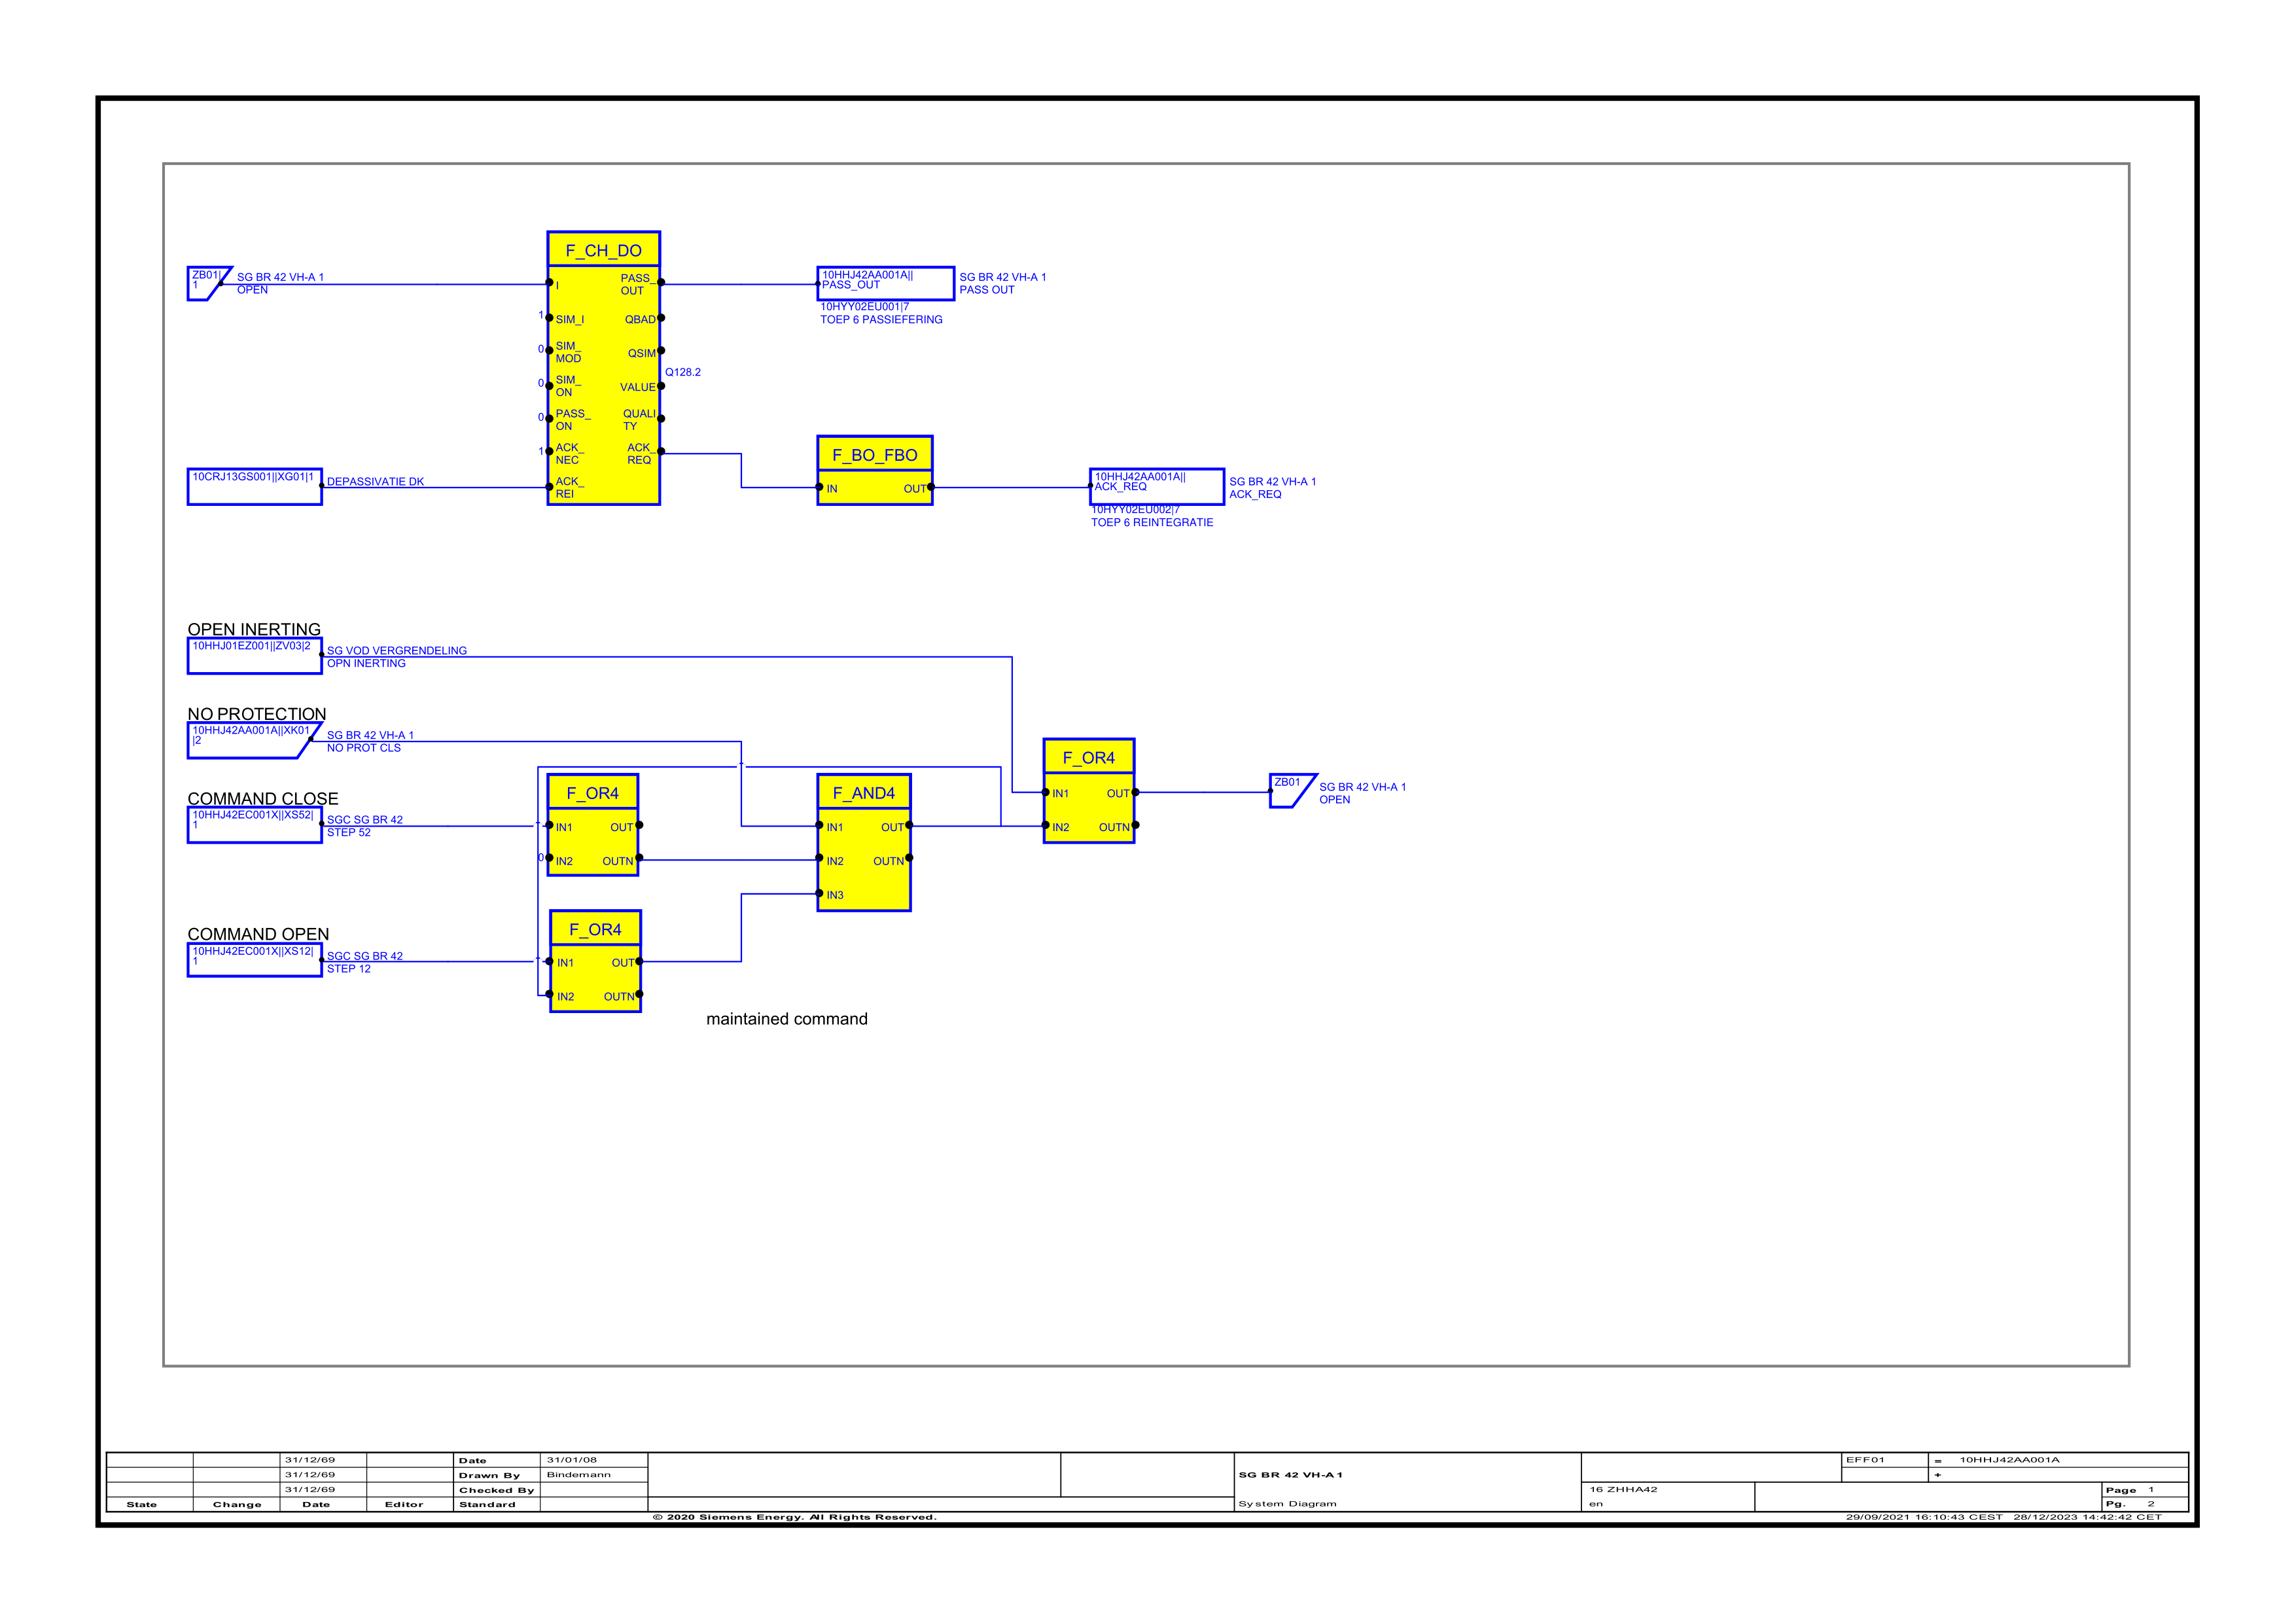 F_CH_DO
ZB01|
1
SG BR 42 VH-A 1
OPEN
I
PASS_
OUT
10HHJ42AA001A||
PASS_OUT
SG BR 42 VH-A 1
PASS OUT
10HYY02EU001|7
TOEP 6 PASSIEFERING
1
SIM_I
QBAD
0
SIM_
MOD
QSIM
Q128.2
0
SIM_
ON
VALUE
0
PASS_
ON
QUALI
TY
1
ACK_
NEC
ACK_
REQ
F_BO_FBO
10CRJ13GS001||XG01|1
DEPASSIVATIE DK
ACK_
REI
IN
OUT
10HHJ42AA001A||
ACK_REQ
SG BR 42 VH-A 1
ACK_REQ
10HYY02EU002|7
TOEP 6 REINTEGRATIE
OPEN INERTING
10HHJ01EZ001||ZV03|2
SG VOD VERGRENDELING
OPN INERTING
NO PROTECTION
10HHJ42AA001A||XK01
|2
SG BR 42 VH-A 1
NO PROT CLS
F_OR4
IN1
OUT
IN2
OUTN
ZB01
SG BR 42 VH-A 1
OPEN
COMMAND CLOSE
10HHJ42EC001X||XS52|
1
SGC SG BR 42
STEP 52
F_OR4
IN1
OUT
0
IN2
OUTN
F_AND4
IN1
OUT
IN2
OUTN
IN3
COMMAND OPEN
10HHJ42EC001X||XS12|
1
SGC SG BR 42
STEP 12
F_OR4
IN1
OUT
IN2
OUTN
maintained command
31/12/69
Date
31/01/08
EFF01
=
10HHJ42AA001A
31/12/69
Drawn By
Bindemann
SG BR 42 VH-A 1
+
31/12/69
Checked By
16 ZHHA42
Page 1
State
Change
Date
Editor
Standard
System Diagram
en
Pg. 2
© 2020 Siemens Energy. All Rights Reserved.
29/09/2021 16:10:43 CEST 28/12/2023 14:42:42 CET